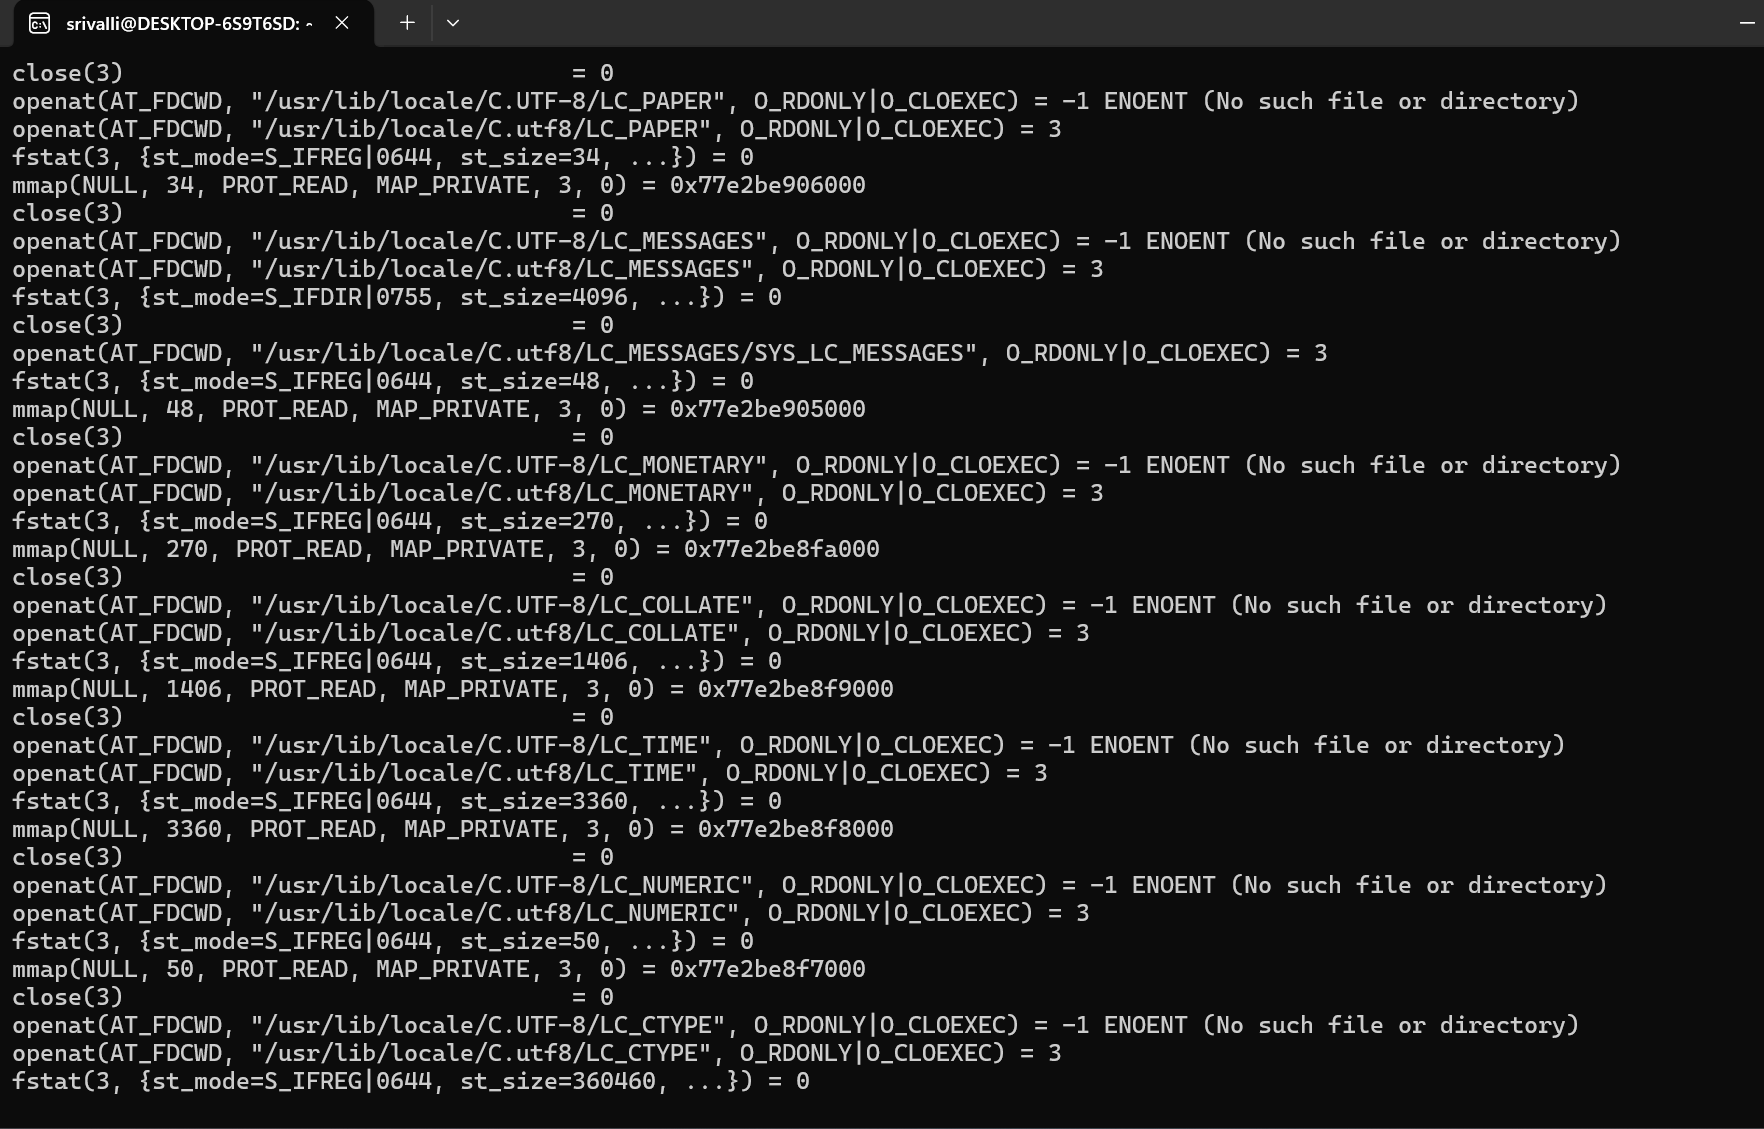 srivalli@DESKTOP-6S9T6SD: ~
close(3)                                = 0
openat(AT_FDCWD, "/usr/lib/locale/C.UTF-8/LC_PAPER", O_RDONLY|O_CLOEXEC) = -1 ENOENT (No such file or directory)
openat(AT_FDCWD, "/usr/lib/locale/C.utf8/LC_PAPER", O_RDONLY|O_CLOEXEC) = 3
fstat(3, {st_mode=S_IFREG|0644, st_size=34, ...}) = 0
mmap(NULL, 34, PROT_READ, MAP_PRIVATE, 3, 0) = 0x77e2be906000
close(3)                                = 0
openat(AT_FDCWD, "/usr/lib/locale/C.UTF-8/LC_MESSAGES", O_RDONLY|O_CLOEXEC) = -1 ENOENT (No such file or directory)
openat(AT_FDCWD, "/usr/lib/locale/C.utf8/LC_MESSAGES", O_RDONLY|O_CLOEXEC) = 3
fstat(3, {st_mode=S_IFDIR|0755, st_size=4096, ...}) = 0
close(3)                                = 0
openat(AT_FDCWD, "/usr/lib/locale/C.utf8/LC_MESSAGES/SYS_LC_MESSAGES", O_RDONLY|O_CLOEXEC) = 3
fstat(3, {st_mode=S_IFREG|0644, st_size=48, ...}) = 0
mmap(NULL, 48, PROT_READ, MAP_PRIVATE, 3, 0) = 0x77e2be905000
close(3)                                = 0
openat(AT_FDCWD, "/usr/lib/locale/C.UTF-8/LC_MONETARY", O_RDONLY|O_CLOEXEC) = -1 ENOENT (No such file or directory)
openat(AT_FDCWD, "/usr/lib/locale/C.utf8/LC_MONETARY", O_RDONLY|O_CLOEXEC) = 3
fstat(3, {st_mode=S_IFREG|0644, st_size=270, ...}) = 0
mmap(NULL, 270, PROT_READ, MAP_PRIVATE, 3, 0) = 0x77e2be8fa000
close(3)                                = 0
openat(AT_FDCWD, "/usr/lib/locale/C.UTF-8/LC_COLLATE", O_RDONLY|O_CLOEXEC) = -1 ENOENT (No such file or directory)
openat(AT_FDCWD, "/usr/lib/locale/C.utf8/LC_COLLATE", O_RDONLY|O_CLOEXEC) = 3
fstat(3, {st_mode=S_IFREG|0644, st_size=1406, ...}) = 0
mmap(NULL, 1406, PROT_READ, MAP_PRIVATE, 3, 0) = 0x77e2be8f9000
close(3)                                = 0
openat(AT_FDCWD, "/usr/lib/locale/C.UTF-8/LC_TIME", O_RDONLY|O_CLOEXEC) = -1 ENOENT (No such file or directory)
openat(AT_FDCWD, "/usr/lib/locale/C.utf8/LC_TIME", O_RDONLY|O_CLOEXEC) = 3
fstat(3, {st_mode=S_IFREG|0644, st_size=3360, ...}) = 0
mmap(NULL, 3360, PROT_READ, MAP_PRIVATE, 3, 0) = 0x77e2be8f8000
close(3)                                = 0
openat(AT_FDCWD, "/usr/lib/locale/C.UTF-8/LC_NUMERIC", O_RDONLY|O_CLOEXEC) = -1 ENOENT (No such file or directory)
openat(AT_FDCWD, "/usr/lib/locale/C.utf8/LC_NUMERIC", O_RDONLY|O_CLOEXEC) = 3
fstat(3, {st_mode=S_IFREG|0644, st_size=50, ...}) = 0
mmap(NULL, 50, PROT_READ, MAP_PRIVATE, 3, 0) = 0x77e2be8f7000
close(3)                                = 0
openat(AT_FDCWD, "/usr/lib/locale/C.UTF-8/LC_CTYPE", O_RDONLY|O_CLOEXEC) = -1 ENOENT (No such file or directory)
openat(AT_FDCWD, "/usr/lib/locale/C.utf8/LC_CTYPE", O_RDONLY|O_CLOEXEC) = 3
fstat(3, {st_mode=S_IFREG|0644, st_size=360460, ...}) = 0